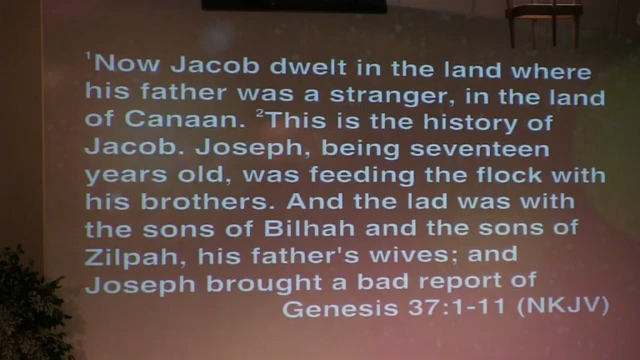 ¹Now Jacob dwelt in the land where
his father was a stranger, in the land
of Canaan. ²This is the history of
Jacob. Joseph, being seventeen
years old, was feeding the flock with
his brothers. And the lad was with
the sons of Bilhah and the sons of
Zilpah, his father's wives; and
Joseph brought a bad report of
Genesis 37:1-11 (NKJV)